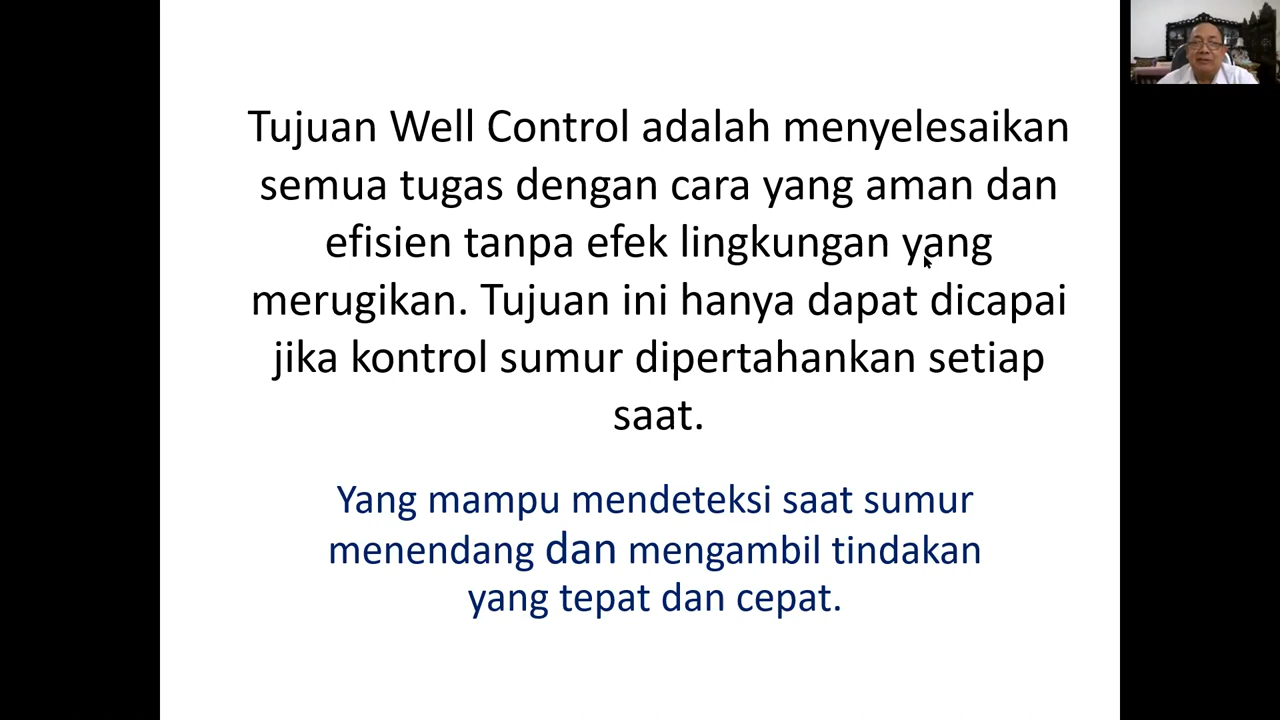 Tujuan Well Control adalah menyelesaikan
semua tugas dengan cara yang aman dan
efisien tanpa efek lingkungan yang
merugikan. Tujuan ini hanya dapat dicapai
jika kontrol sumur dipertahankan setiap
saat.
Yang mampu mendeteksi saat sumur
menendang dan mengambil tindakan
yang tepat dan cepat.